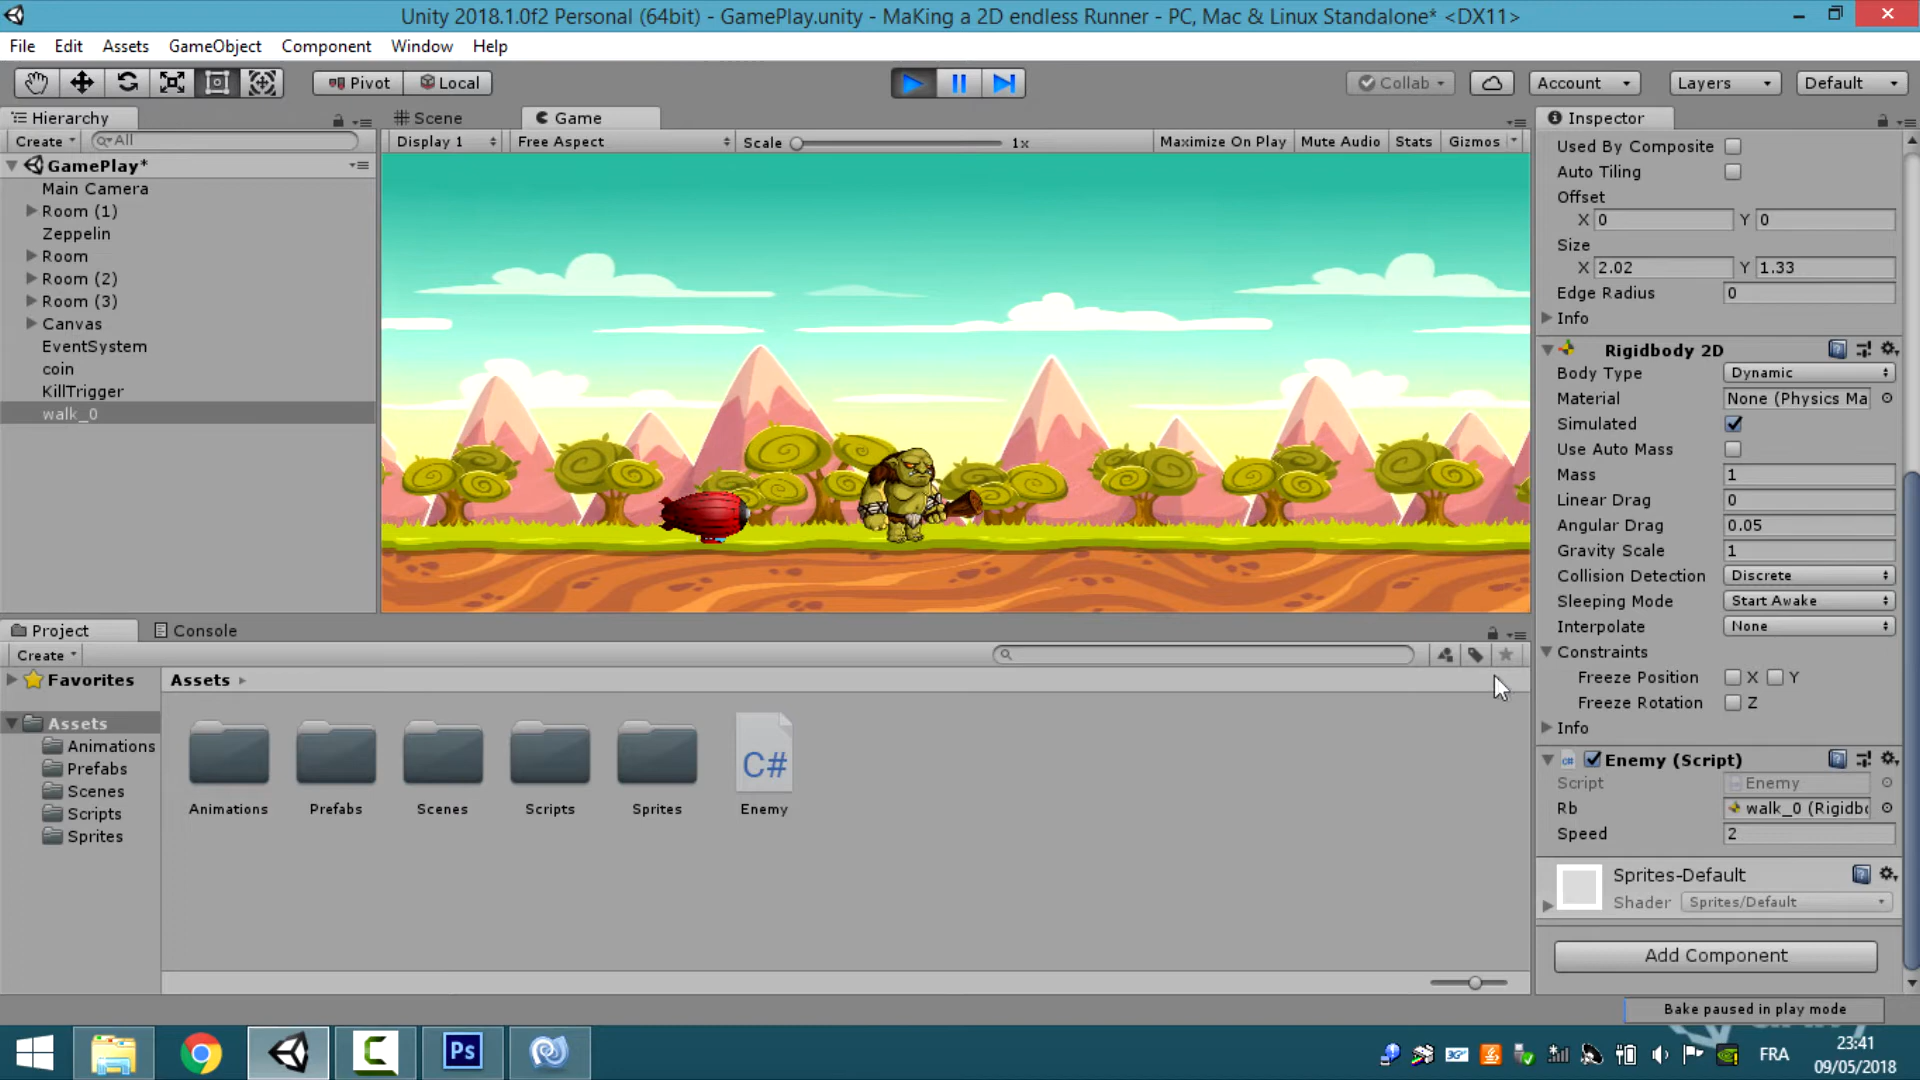 Unity 2018.1.0f2 Personal (64bit) - GamePlay.unity - MaKing a 2D endless Runner - PC, Mac & Linux Standalone* <DX11>
File Edit Assets GameObject Component Window Help
Pivot Local Collab Account Layers Default
Hierarchy
Create All
GamePlay*
Main Camera
Room (1)
Zeppelin
Room
Room (2)
Room (3)
Canvas
EventSystem
coin
KillTrigger
walk_0
Scene Game
Display 1 Free Aspect Scale 1x Maximize On Play Mute Audio Stats Gizmos
Project Console
Create
Favorites
Assets
Animations
Prefabs
Scenes
Scripts
Sprites
Assets
Animations Prefabs Scenes Scripts Sprites C# Enemy
Inspector
Used By Composite
Auto Tiling
Offset
X 0 Y 0
Size
X 2.02 Y 1.33
Edge Radius 0
Info
Rigidbody 2D
Body Type Dynamic
Material None (Physics Ma
Simulated
Use Auto Mass
Mass 1
Linear Drag 0
Angular Drag 0.05
Gravity Scale 1
Collision Detection Discrete
Sleeping Mode Start Awake
Interpolate None
Constraints
Freeze Position X Y
Freeze Rotation Z
Info
C# Enemy (Script)
Script Enemy
Rb walk_0 (Rigidb
Speed 2
Sprites-Default
Shader Sprites/Default
Add Component
Bake paused in play mode
Ps
3G FRA
23:41
09/05/2018